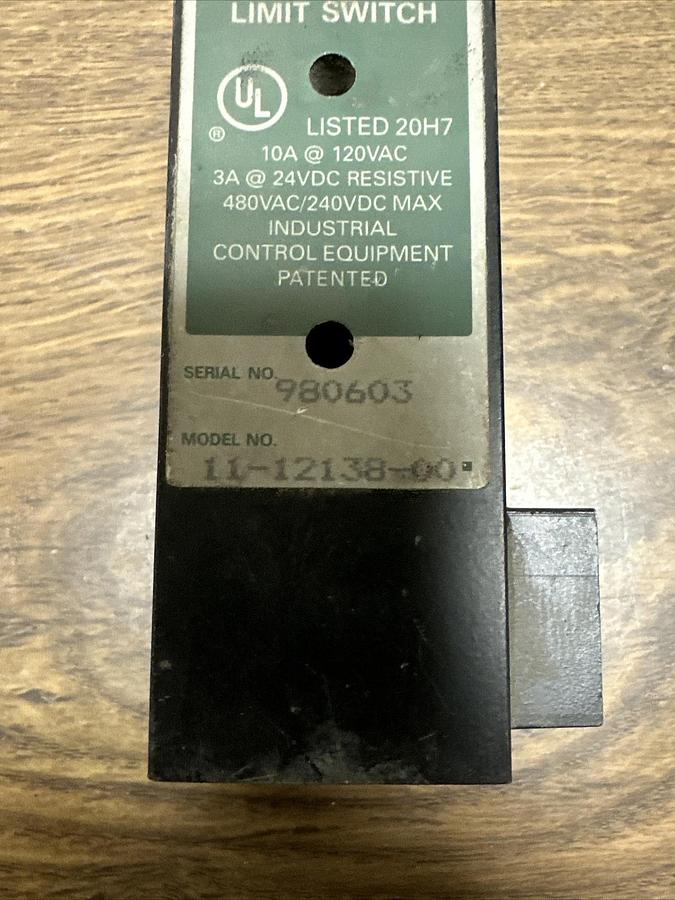 LIMIT SWITCH
UL
®
LISTED 20H7
10A @ 120VAC
3A @ 24VDC RESISTIVE
480VAC/240VDC MAX
INDUSTRIAL
CONTROL EQUIPMENT
PATENTED
SERIAL NO. 980603
MODEL NO.
11-12138-00